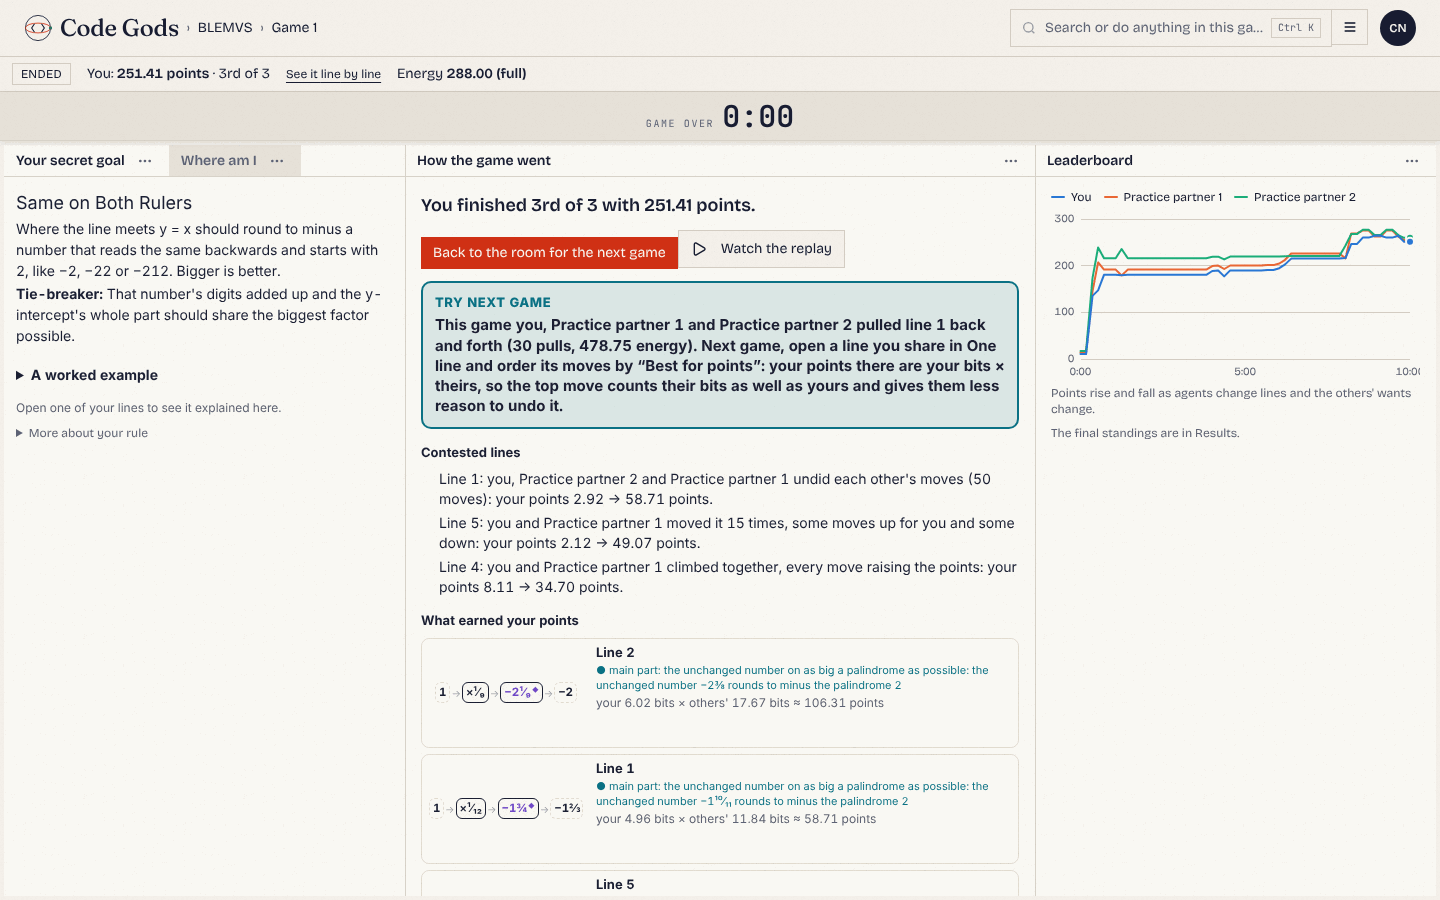 Code Gods › BLEMVS › Game 1
Search or do anything in this ga... Ctrl K
CN
ENDED You: 251.41 points · 3rd of 3 See it line by line Energy 288.00 (full)
GAME OVER 0:00
Your secret goal ··· Where am I ···
Same on Both Rulers
Where the line meets y = x should round to minus a
number that reads the same backwards and starts with
2, like −2, −22 or −212. Bigger is better.
Tie-breaker: That number's digits added up and the y-
intercept's whole part should share the biggest factor
possible.
A worked example
Open one of your lines to see it explained here.
More about your rule
How the game went ···
You finished 3rd of 3 with 251.41 points.
Back to the room for the next game
Watch the replay
TRY NEXT GAME
This game you, Practice partner 1 and Practice partner 2 pulled line 1 back
and forth (30 pulls, 478.75 energy). Next game, open a line you share in One
line and order its moves by “Best for points”: your points there are your bits ×
theirs, so the top move counts their bits as well as yours and gives them less
reason to undo it.
Contested lines
Line 1: you, Practice partner 2 and Practice partner 1 undid each other's moves (50
moves): your points 2.92 → 58.71 points.
Line 5: you and Practice partner 1 moved it 15 times, some moves up for you and some
down: your points 2.12 → 49.07 points.
Line 4: you and Practice partner 1 climbed together, every move raising the points: your
points 8.11 → 34.70 points.
What earned your points
1 → ×⅑ → −2⅑ → −2
Line 2
main part: the unchanged number on as big a palindrome as possible: the
unchanged number −2⅜ rounds to minus the palindrome 2
your 6.02 bits × others' 17.67 bits ≈ 106.31 points
1 → ×¹⁄₁₂ → −1¾ → −1⅔
Line 1
main part: the unchanged number on as big a palindrome as possible: the
unchanged number −1¹⁰⁄₁₁ rounds to minus the palindrome 2
your 4.96 bits × others' 11.84 bits ≈ 58.71 points
Line 5
Leaderboard ···
You Practice partner 1 Practice partner 2
300
200
100
0
0:00 5:00 10:00
Points rise and fall as agents change lines and the others' wants
change.
The final standings are in Results.